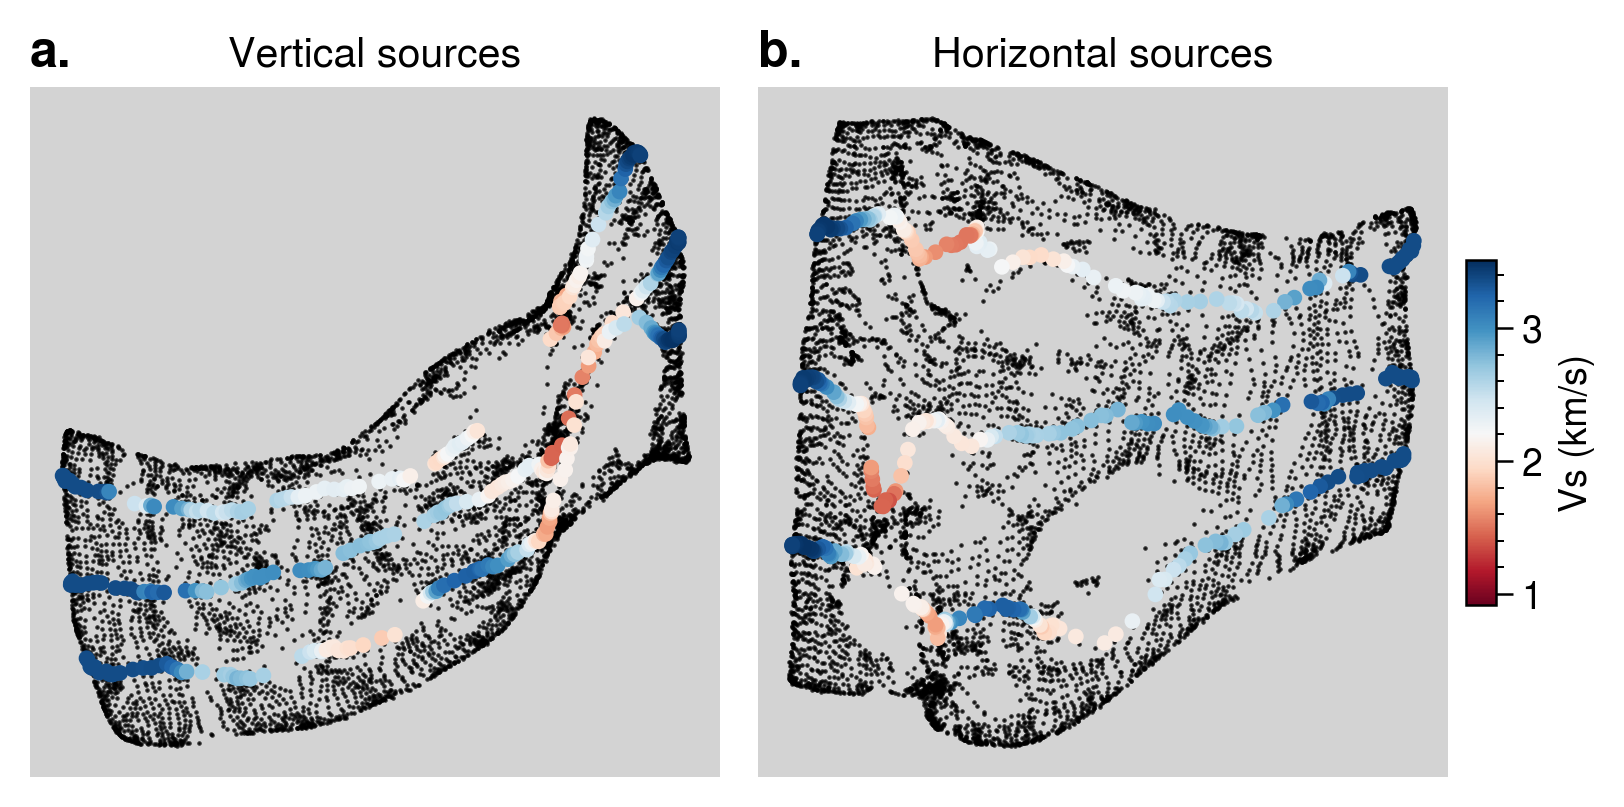 a. Vertical sources
b. Horizontal sources
3
2
1
Vs (km/s)